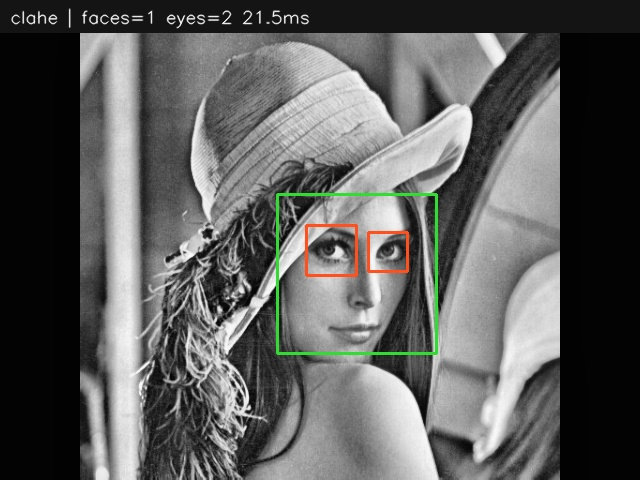 clahe | faces=1 eyes=2 21.5ms